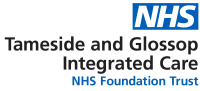 NHS
Tameside and Glossop
Integrated Care
NHS Foundation Trust